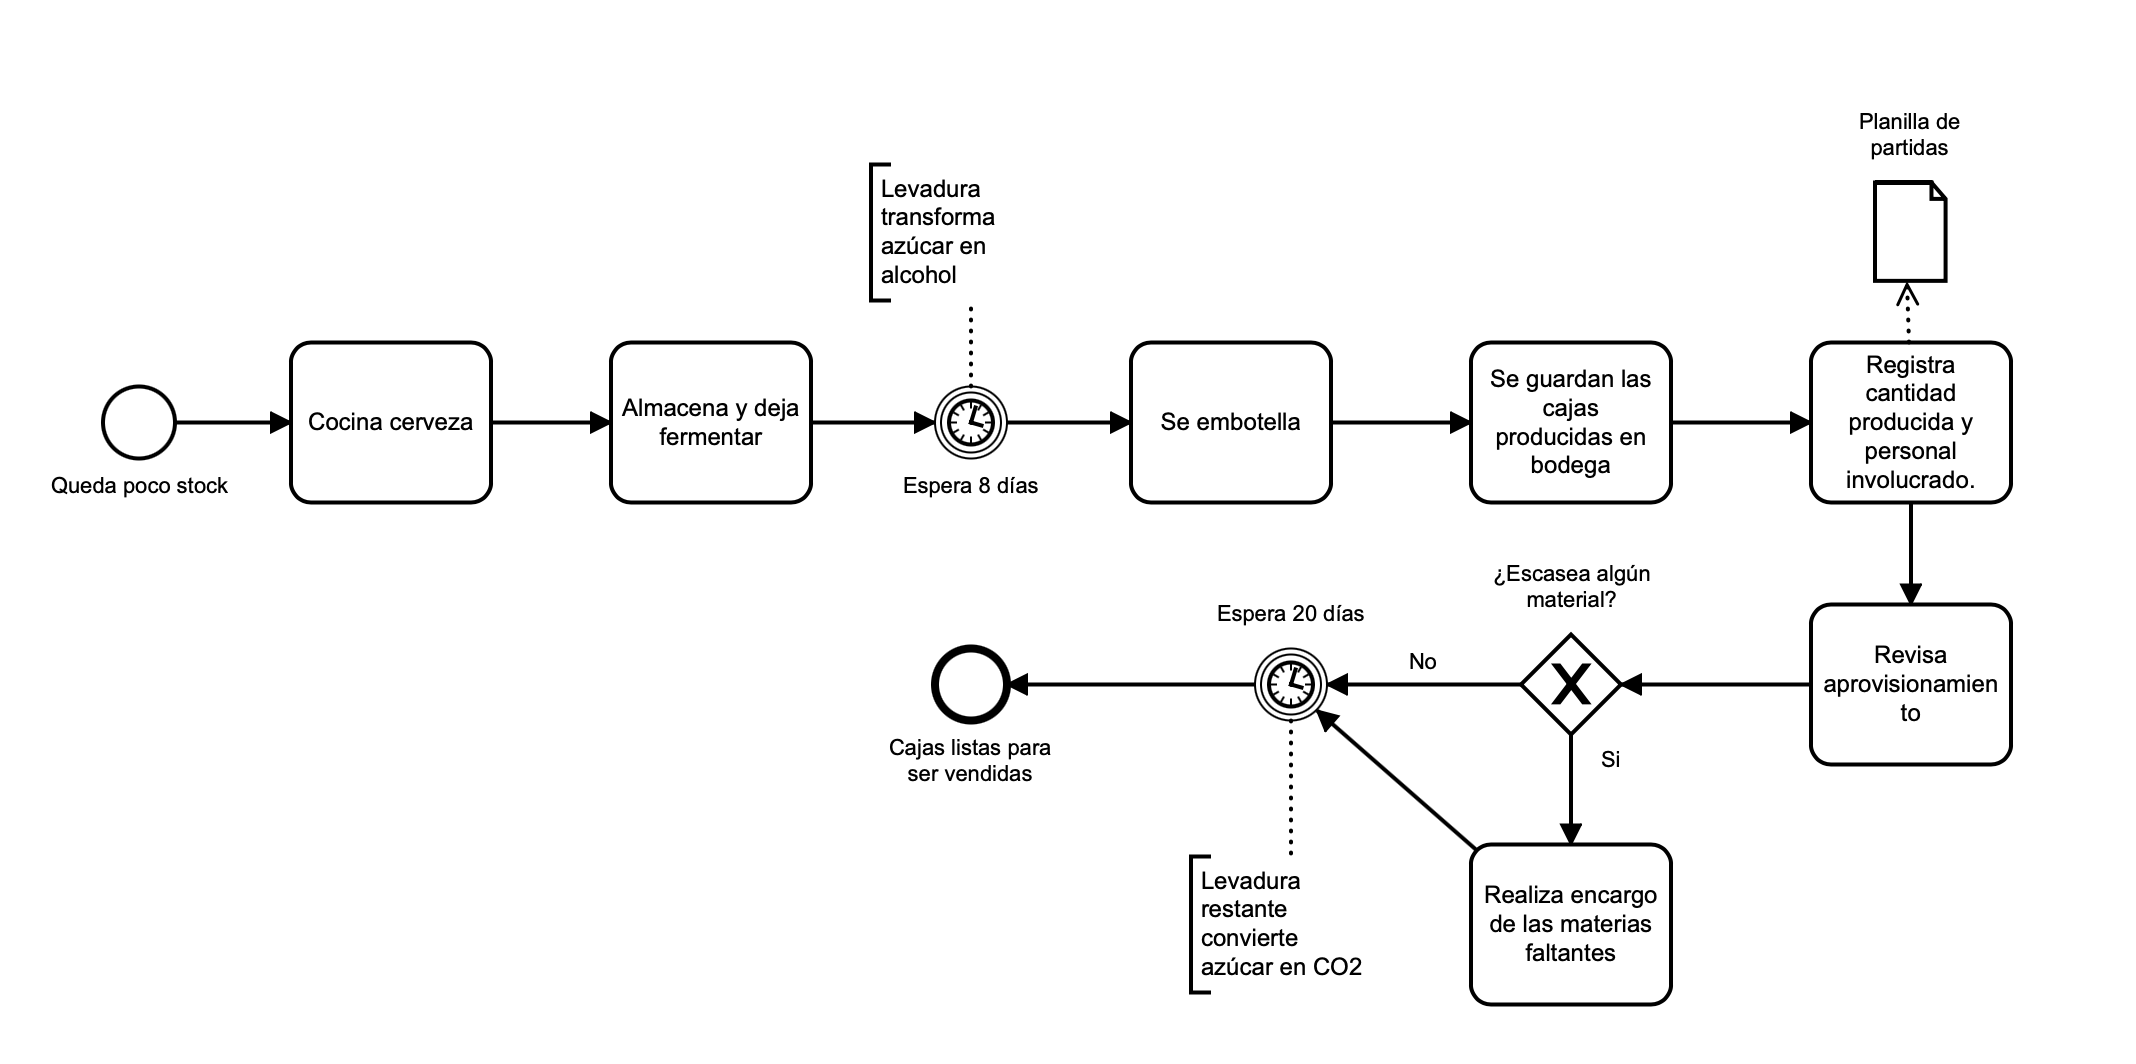 Planilla de
partidas
Levadura
transforma
azúcar en
alcohol
Queda poco stock
Cocina cerveza
Almacena y deja
fermentar
Espera 8 días
Se embotella
Se guardan las
cajas
producidas en
bodega
Registra
cantidad
producida y
personal
involucrado.
Revisa
aprovisionamien
to
¿Escasea algún
material?
No
Si
Realiza encargo
de las materias
faltantes
Espera 20 días
Levadura
restante
convierte
azúcar en CO2
Cajas listas para
ser vendidas